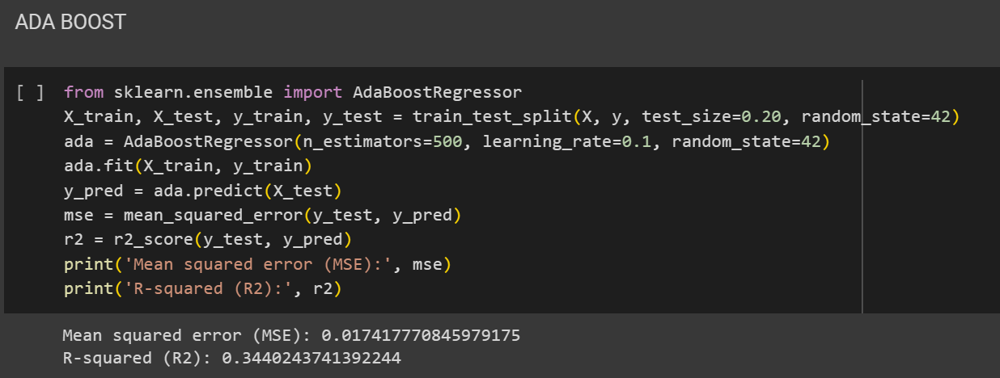 ADA BOOST
[ ] from sklearn.ensemble import AdaBoostRegressor
X_train, X_test, y_train, y_test = train_test_split(X, y, test_size=0.20, random_state=42)
ada = AdaBoostRegressor(n_estimators=500, learning_rate=0.1, random_state=42)
ada.fit(X_train, y_train)
y_pred = ada.predict(X_test)
mse = mean_squared_error(y_test, y_pred)
r2 = r2_score(y_test, y_pred)
print('Mean squared error (MSE):', mse)
print('R-squared (R2):', r2)
Mean squared error (MSE): 0.017417770845979175
R-squared (R2): 0.3440243741392244